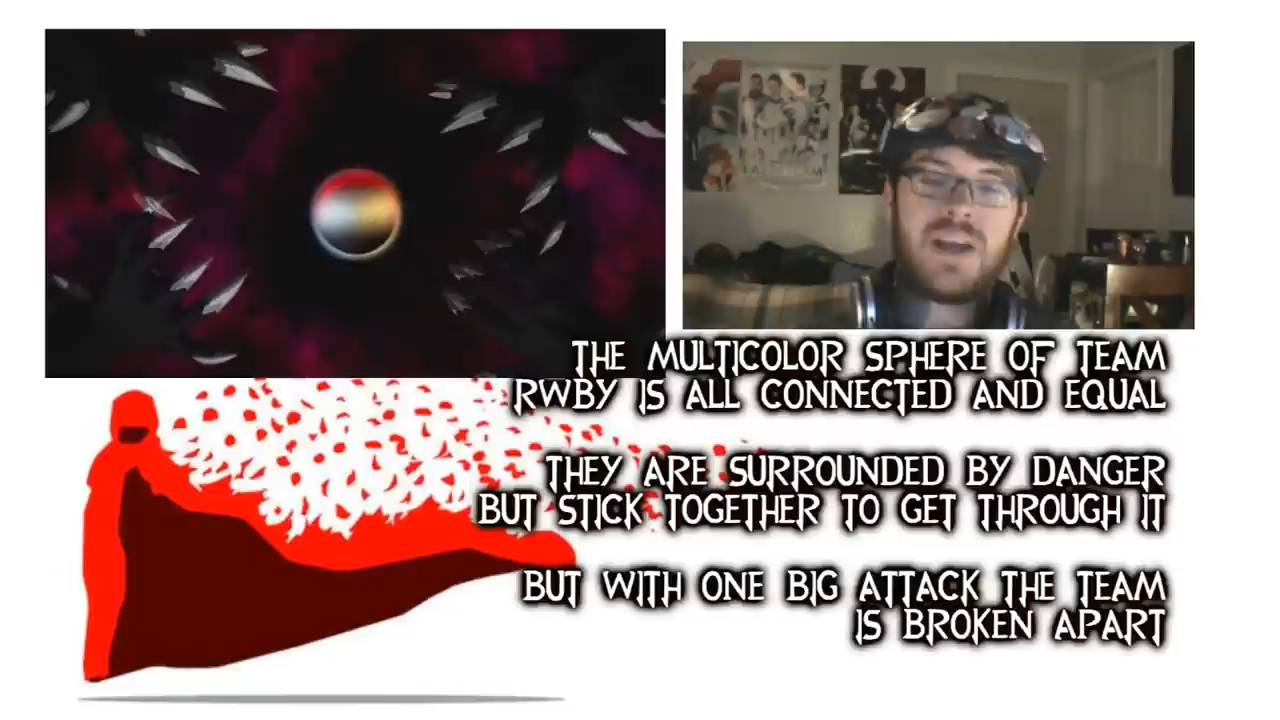 THE MULTICOLOR SPHERE OF TEAM
RWBY IS ALL CONNECTED AND EQUAL
THEY ARE SURROUNDED BY DANGER
BUT STICK TOGETHER TO GET THROUGH IT
BUT WITH ONE BIG ATTACK THE TEAM
IS BROKEN APART